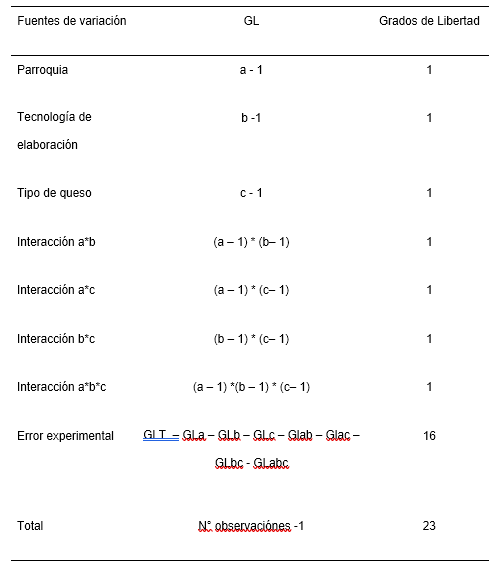 Fuentes de variación GL Grados de Libertad
Parroquia a - 1 1
Tecnología de elaboración b -1 1
Tipo de queso c - 1 1
Interacción a*b (a – 1) * (b– 1) 1
Interacción a*c (a – 1) * (c– 1) 1
Interacción b*c (b – 1) * (c– 1) 1
Interacción a*b*c (a – 1) *(b – 1) * (c– 1) 1
Error experimental GLT – GLa – GLb – GLc – Glab – Glac – 16
GLbc - GLabc
Total N° observaciónes -1 23